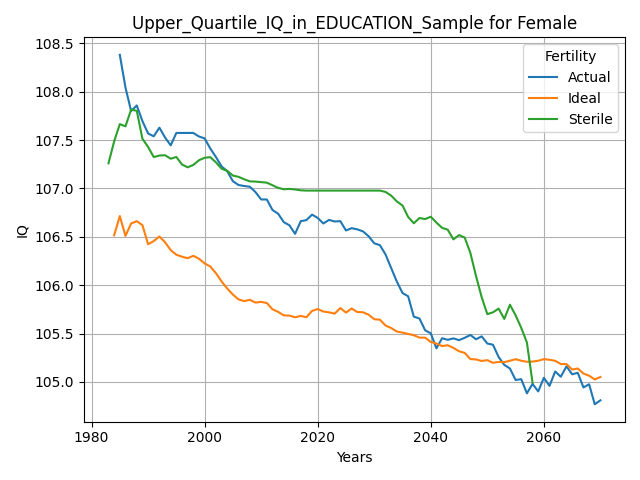 Upper_Quartile_IQ_in_EDUCATION_Sample for Female
108.5
108.0
107.5
107.0
106.5
106.0
105.5
105.0
IQ
Fertility
Actual
Ideal
Sterile
1980 2000 2020 2040 2060
Years